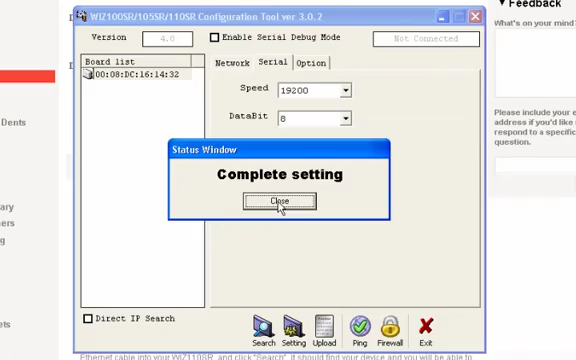 WIZ100SR/105SR/110SR Configuration Tool ver 3.0.2
Feedback
What's on your mind?
Version 4.0 Enable Serial Debug Mode Not Connected
Board list
00:08:DC:16:14:32
Network Serial Option
Speed 19200
DataBit 8
Dents
Please include your e
address if you'd like
respond to a specific
question.
Status Window
Complete setting
Close
ary
ners
g
ets
Direct IP Search
Search Setting Upload Ping Firewall Exit
Ethernet cable into your WIZ110SR, and click "Search", it should find your device and you will be able to